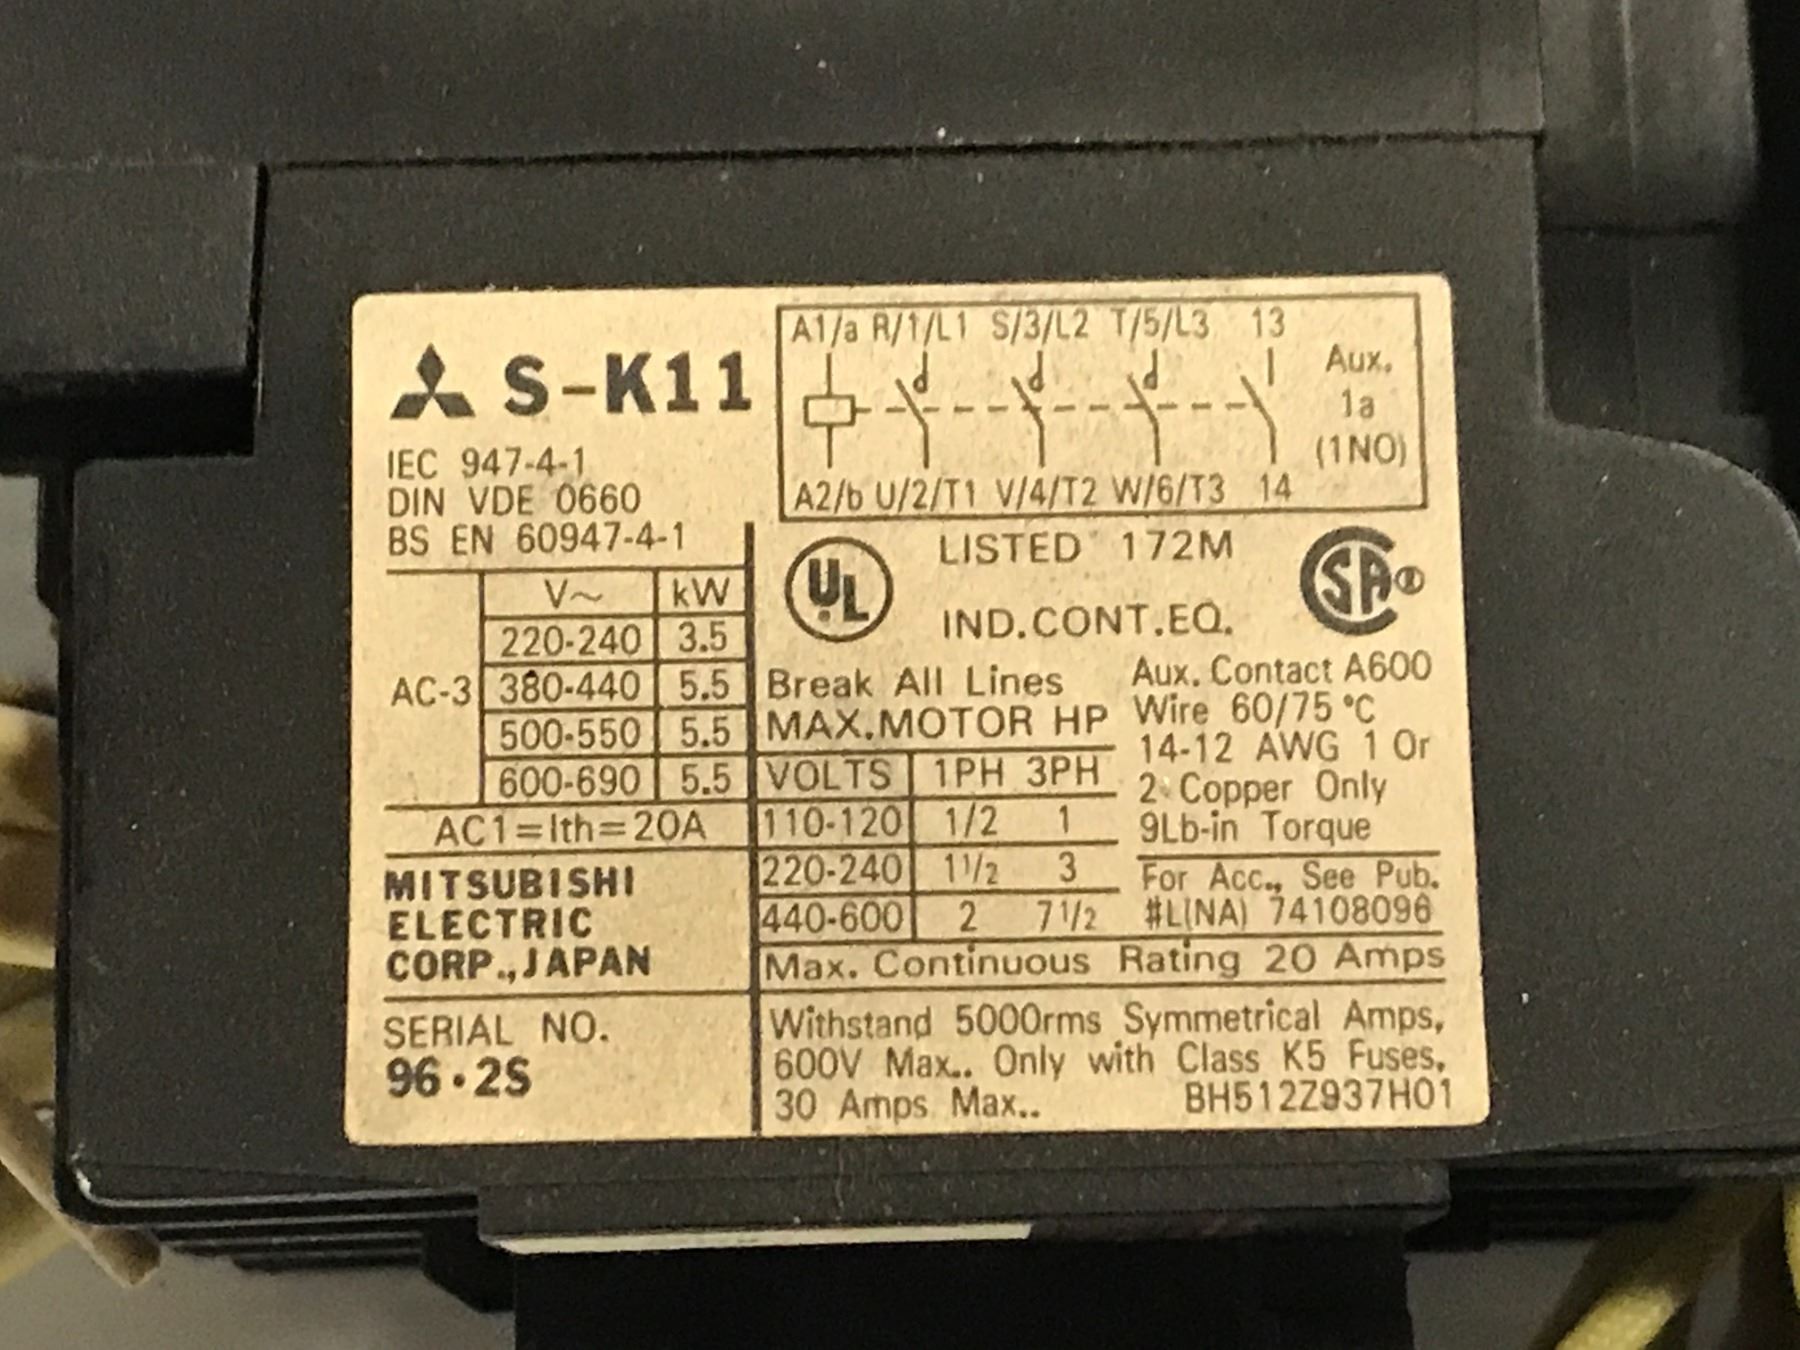 S-K11
IEC 947-4-1
DIN VDE 0660
BS EN 60947-4-1
V~ kW
AC-3
220-240 3.5
380-440 5.5
500-550 5.5
600-690 5.5
AC1=Ith=20A
MITSUBISHI
ELECTRIC
CORP.,JAPAN
SERIAL NO.
96·2S
A1/a R/1/L1 S/3/L2 T/5/L3 13
Aux.
1a
(1NO)
A2/b U/2/T1 V/4/T2 W/6/T3 14
UL
LISTED 172M
IND.CONT.EQ.
SA
Break All Lines
MAX.MOTOR HP
VOLTS 1PH 3PH
110-120 1/2 1
220-240 1 1/2 3
440-600 2 7 1/2
Aux. Contact A600
Wire 60/75 °C
14-12 AWG 1 Or
2 Copper Only
9Lb-in Torque
For Acc., See Pub.
#L(NA) 74108096
Max. Continuous Rating 20 Amps
Withstand 5000rms Symmetrical Amps,
600V Max.. Only with Class K5 Fuses,
30 Amps Max..
BH512Z937H01